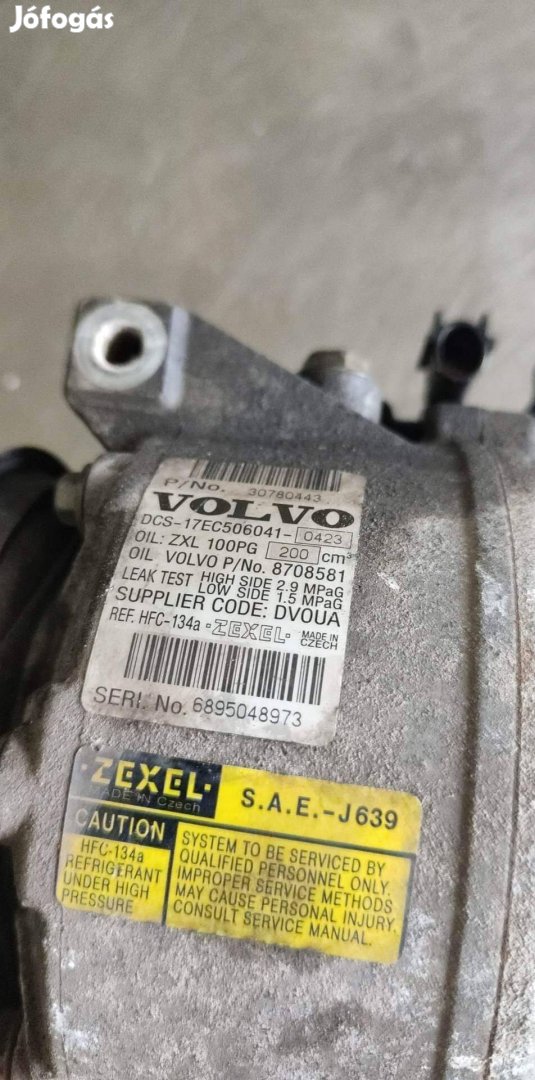 Jófogás
P/No. 30780443
VOLVO
DCS-17EC506041- 0423
OIL: ZXL 100PG 200 cm³
OIL VOLVO P/No. 8708581
LEAK TEST HIGH SIDE 2.9 MPaG
LOW SIDE 1.5 MPaG
SUPPLIER CODE: DVOUA
REF. HFC-134a ·ZEXEL· MADE IN CZECH
SERI. No. 6895048973
·ZEXEL·
MADE IN Czech
S.A.E.-J639
CAUTION
HFC-134a
REFRIGERANT
UNDER HIGH
PRESSURE
SYSTEM TO BE SERVICED BY
QUALIFIED PERSONNEL ONLY.
IMPROPER SERVICE METHODS
MAY CAUSE PERSONAL INJURY.
CONSULT SERVICE MANUAL.